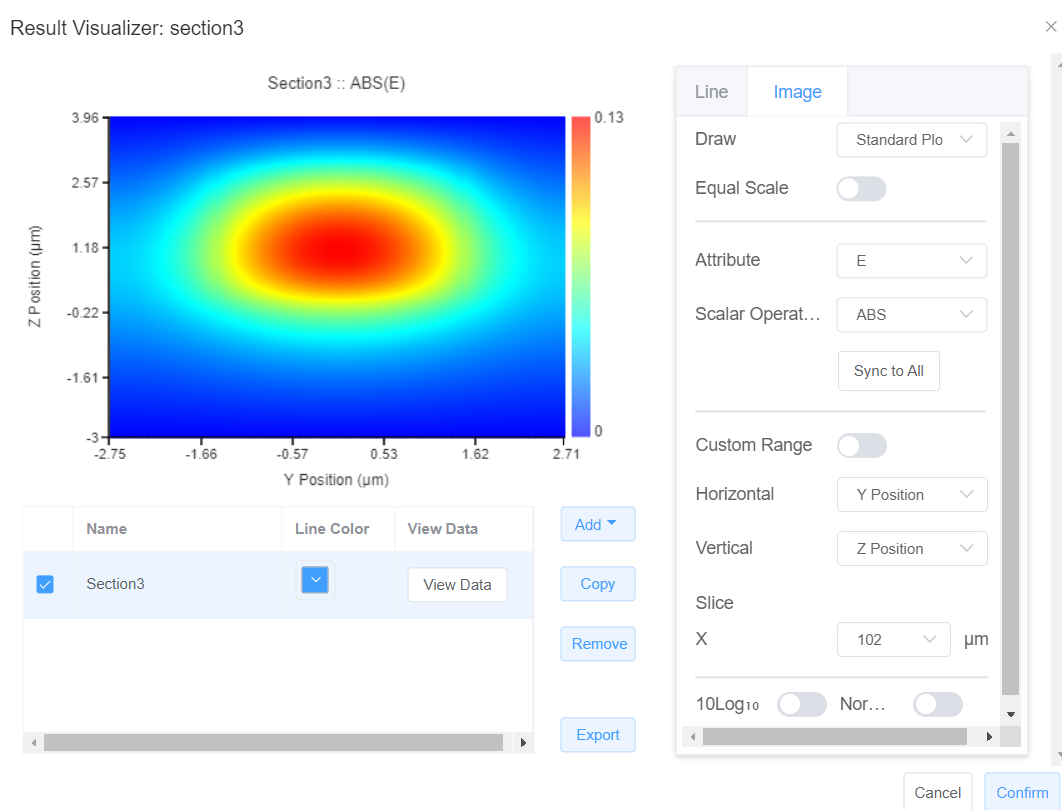 Result Visualizer: section3
Section3 :: ABS(E)
3.96
2.57
1.18
-0.22
-1.61
-3
Z Position (µm)
-2.75 -1.66 -0.57 0.53 1.62 2.71
Y Position (µm)
0.13
0
Name Line Color View Data
Section3 View Data
Add
Copy
Remove
Export
Line Image
Draw Standard Plo
Equal Scale
Attribute E
Scalar Operat... ABS
Sync to All
Custom Range
Horizontal Y Position
Vertical Z Position
Slice
X 102 µm
10Log₁₀ Nor...
Cancel Confirm